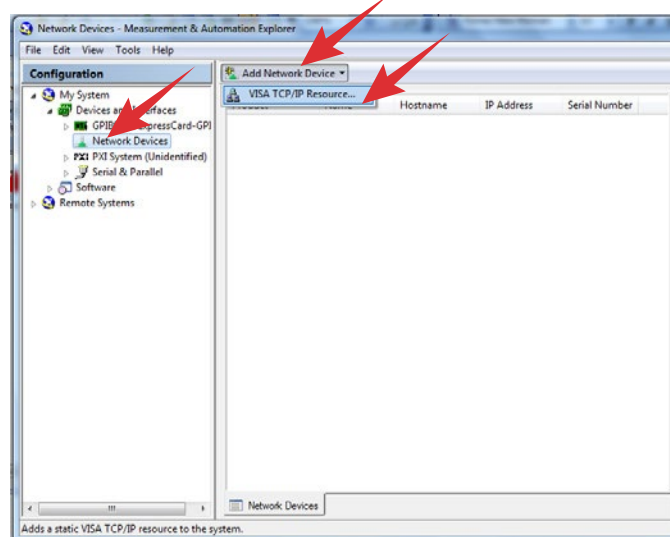 Network Devices - Measurement & Automation Explorer
File Edit View Tools Help
Configuration
My System
Devices and Interfaces
GPIB ExpressCard-GPI
Network Devices
PXI PXI System (Unidentified)
Serial & Parallel
Software
Remote Systems
Add Network Device
VISA TCP/IP Resource...
Hostname IP Address Serial Number
Network Devices
Adds a static VISA TCP/IP resource to the system.